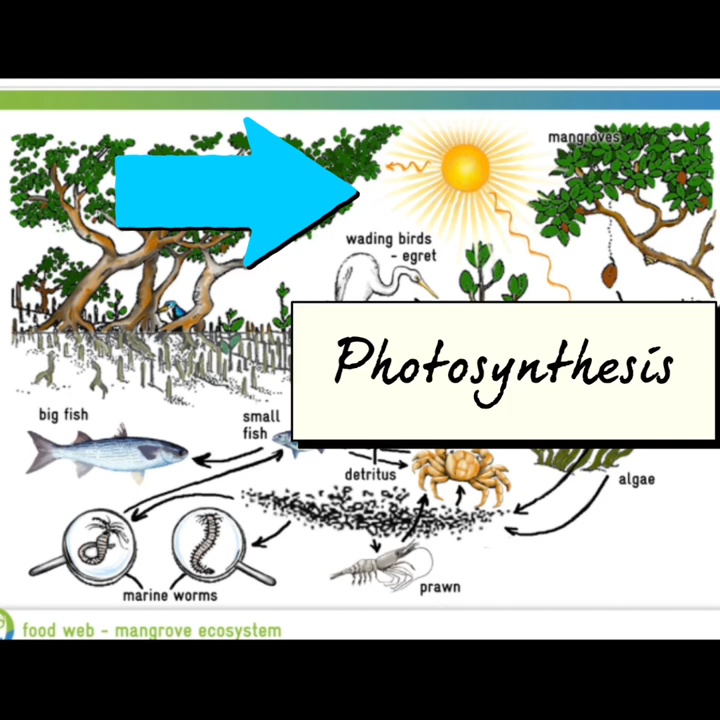 mangroves
wading birds
- egret
Photosynthesis
big fish
small
fish
detritus
algae
prawn
marine worms
food web - mangrove ecosystem